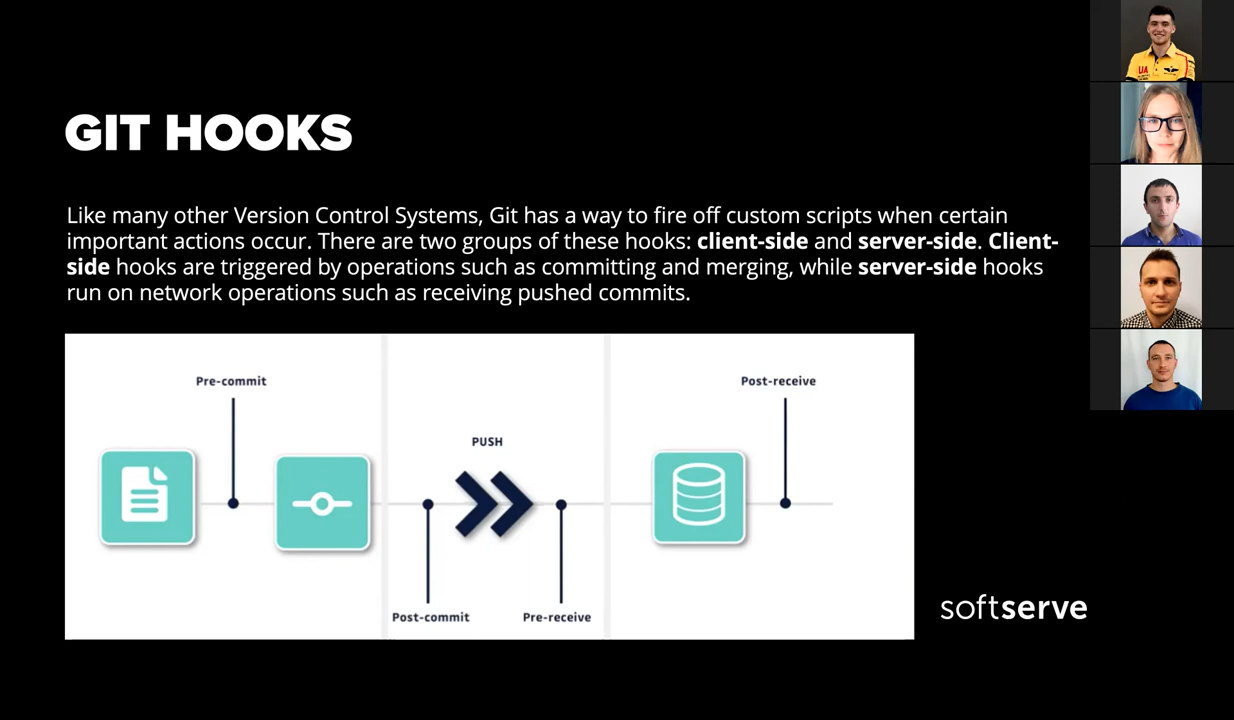 GIT HOOKS
Like many other Version Control Systems, Git has a way to fire off custom scripts when certain
important actions occur. There are two groups of these hooks: client-side and server-side. Client-
side hooks are triggered by operations such as committing and merging, while server-side hooks
run on network operations such as receiving pushed commits.
Pre-commit
Post-receive
PUSH
Post-commit
Pre-receive
softserve
UA